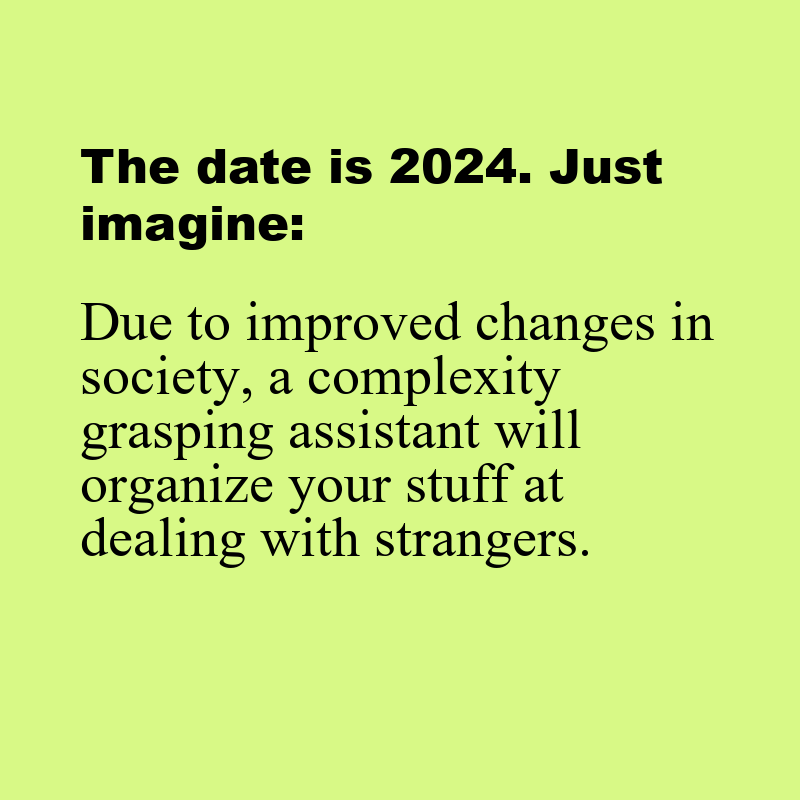 The date is 2024. Just
imagine:
Due to improved changes in
society, a complexity
grasping assistant will
organize your stuff at
dealing with strangers.